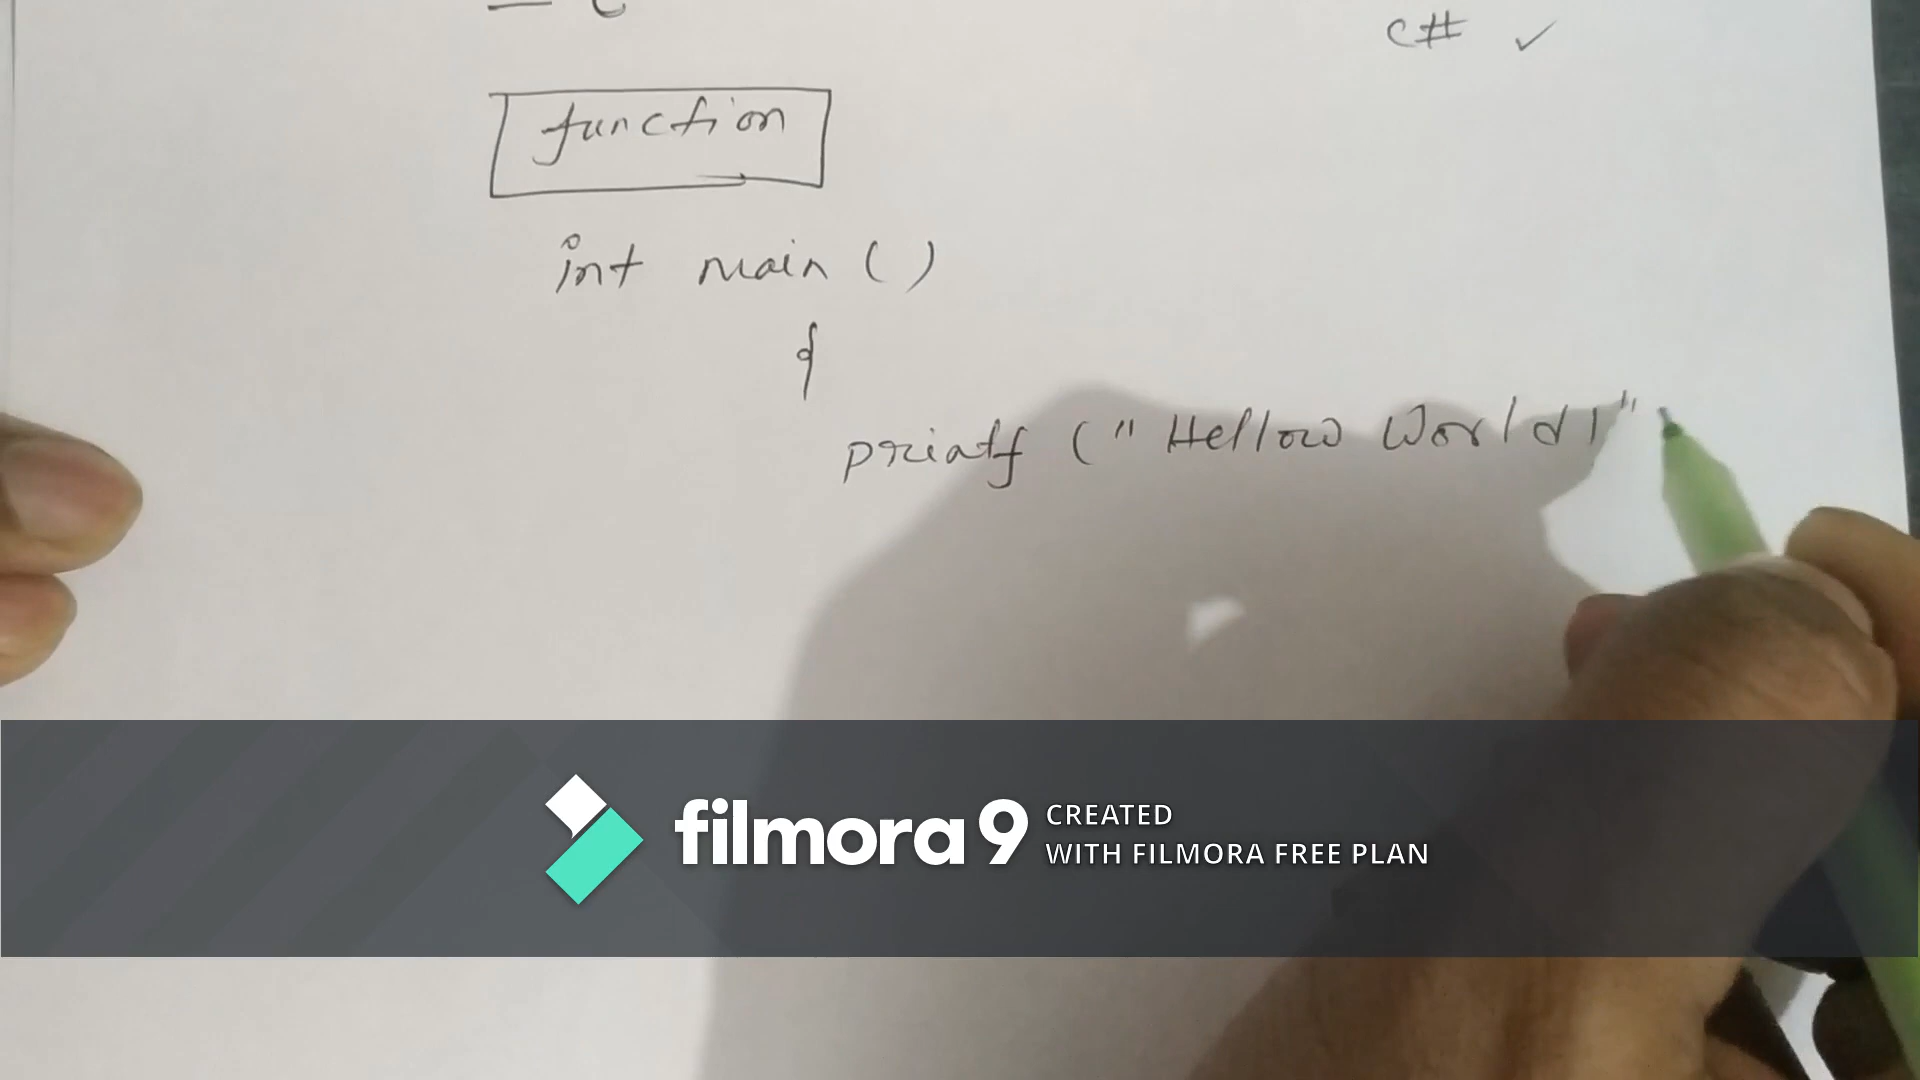 C# ✓
function
int main ( )
{
printf ( " Hellow World ! "
filmora 9 CREATED
WITH FILMORA FREE PLAN